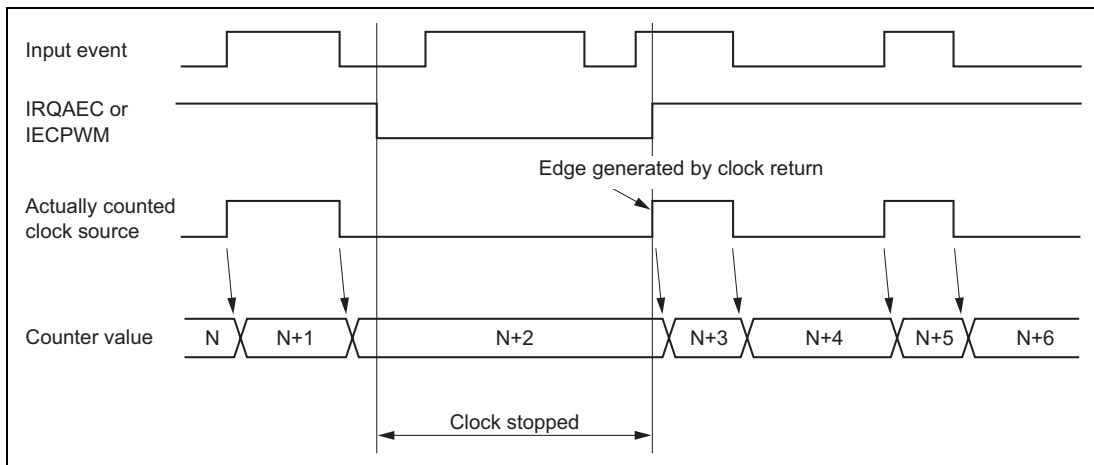 Input event
IRQAEC or
IECPWM
Edge generated by clock return
Actually counted
clock source
Counter value N N+1 N+2 N+3 N+4 N+5 N+6
Clock stopped